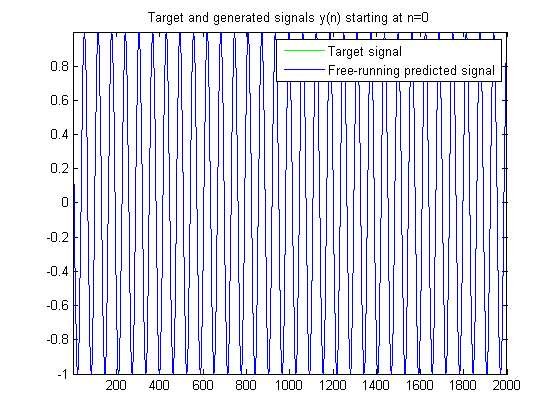 Target and generated signals y(n) starting at n=0
Target signal
Free-running predicted signal
0.8
0.6
0.4
0.2
0
-0.2
-0.4
-0.6
-0.8
-1
200 400 600 800 1000 1200 1400 1600 1800 2000